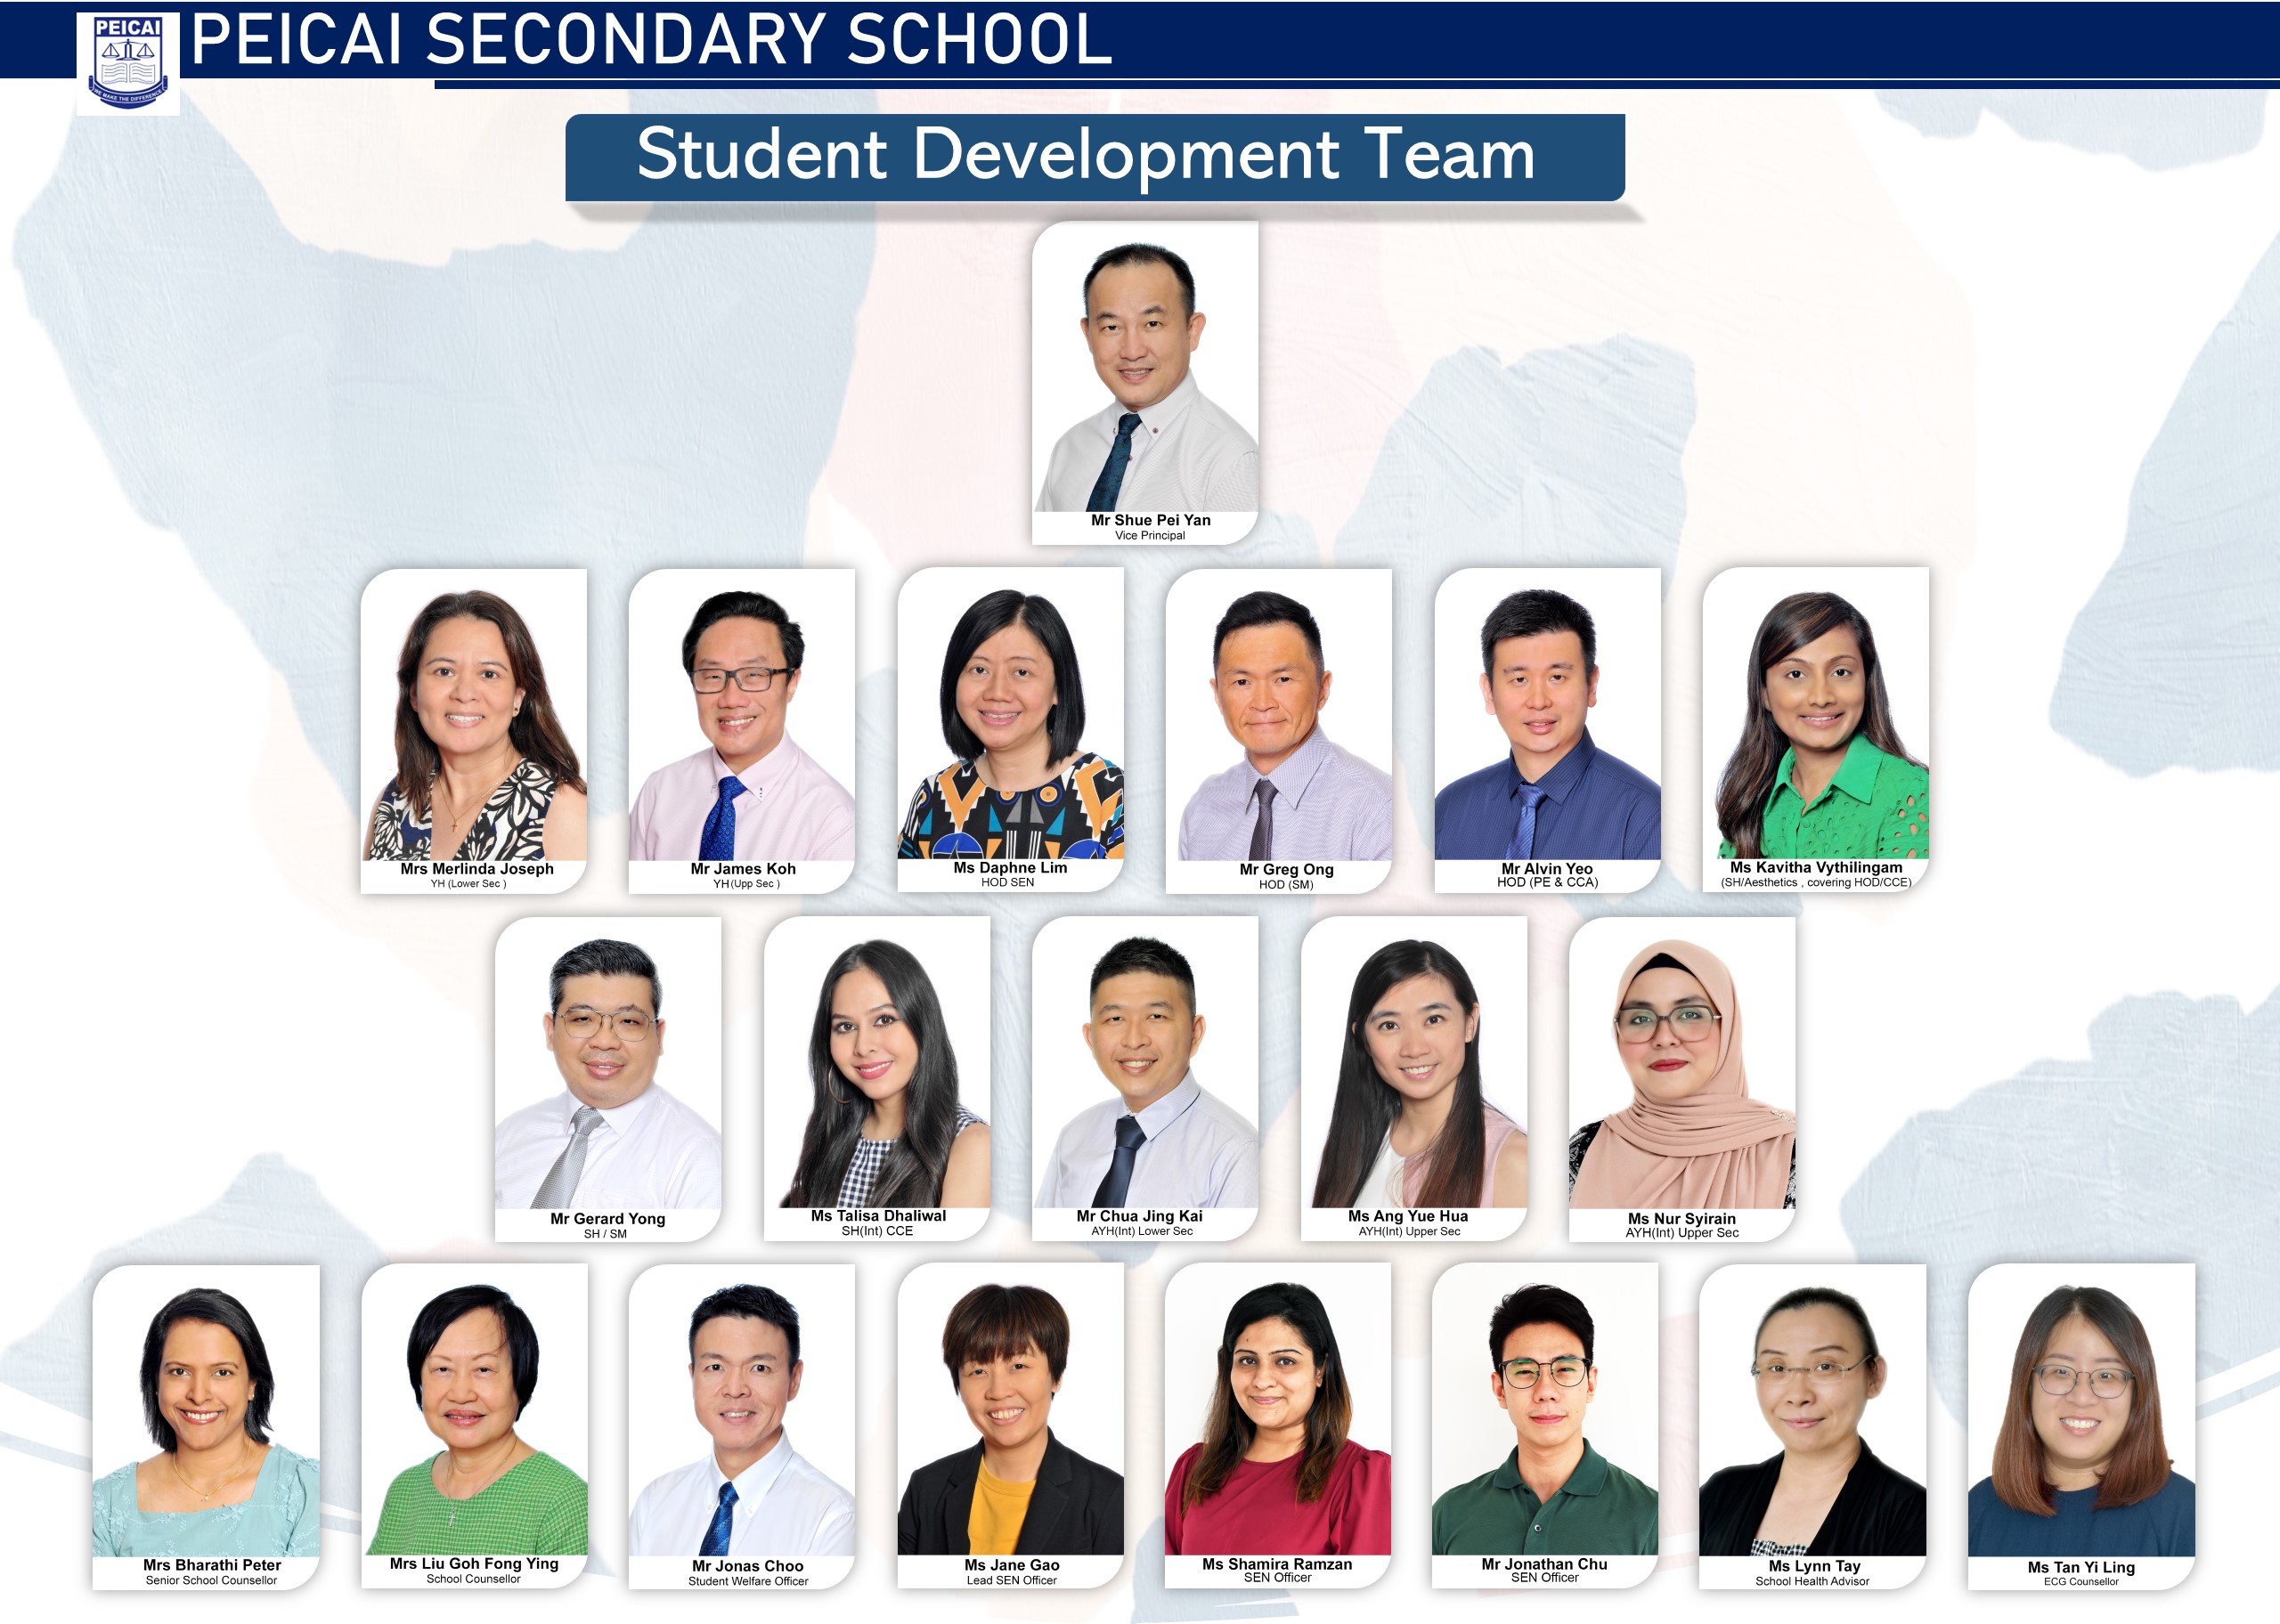 PEICAI
WE MAKE THE DIFFERENCE
PEICAI SECONDARY SCHOOL
Student Development Team
Mr Shue Pei Yan
Vice Principal
Mrs Merlinda Joseph
YH (Lower Sec )
Mr James Koh
YH (Upp Sec )
Ms Daphne Lim
HOD SEN
Mr Greg Ong
HOD (SM)
Mr Alvin Yeo
HOD (PE & CCA)
Ms Kavitha Vythilingam
(SH/Aesthetics , covering HOD/CCE)
Mr Gerard Yong
SH / SM
Ms Talisa Dhaliwal
SH(Int) CCE
Mr Chua Jing Kai
AYH(Int) Lower Sec
Ms Ang Yue Hua
AYH(Int) Upper Sec
Ms Nur Syirain
AYH(Int) Upper Sec
Mrs Bharathi Peter
Senior School Counsellor
Mrs Liu Goh Fong Ying
School Counsellor
Mr Jonas Choo
Student Welfare Officer
Ms Jane Gao
Lead SEN Officer
Ms Shamira Ramzan
SEN Officer
Mr Jonathan Chu
SEN Officer
Ms Lynn Tay
School Health Advisor
Ms Tan Yi Ling
ECG Counsellor